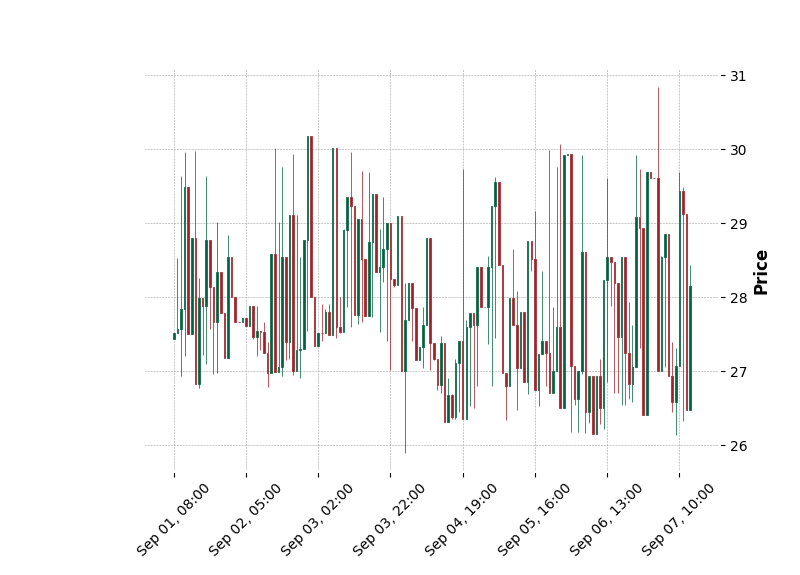 31
30
29
28
27
26
Price
Sep 01, 08:00
Sep 02, 05:00
Sep 03, 02:00
Sep 03, 22:00
Sep 04, 19:00
Sep 05, 16:00
Sep 06, 13:00
Sep 07, 10:00